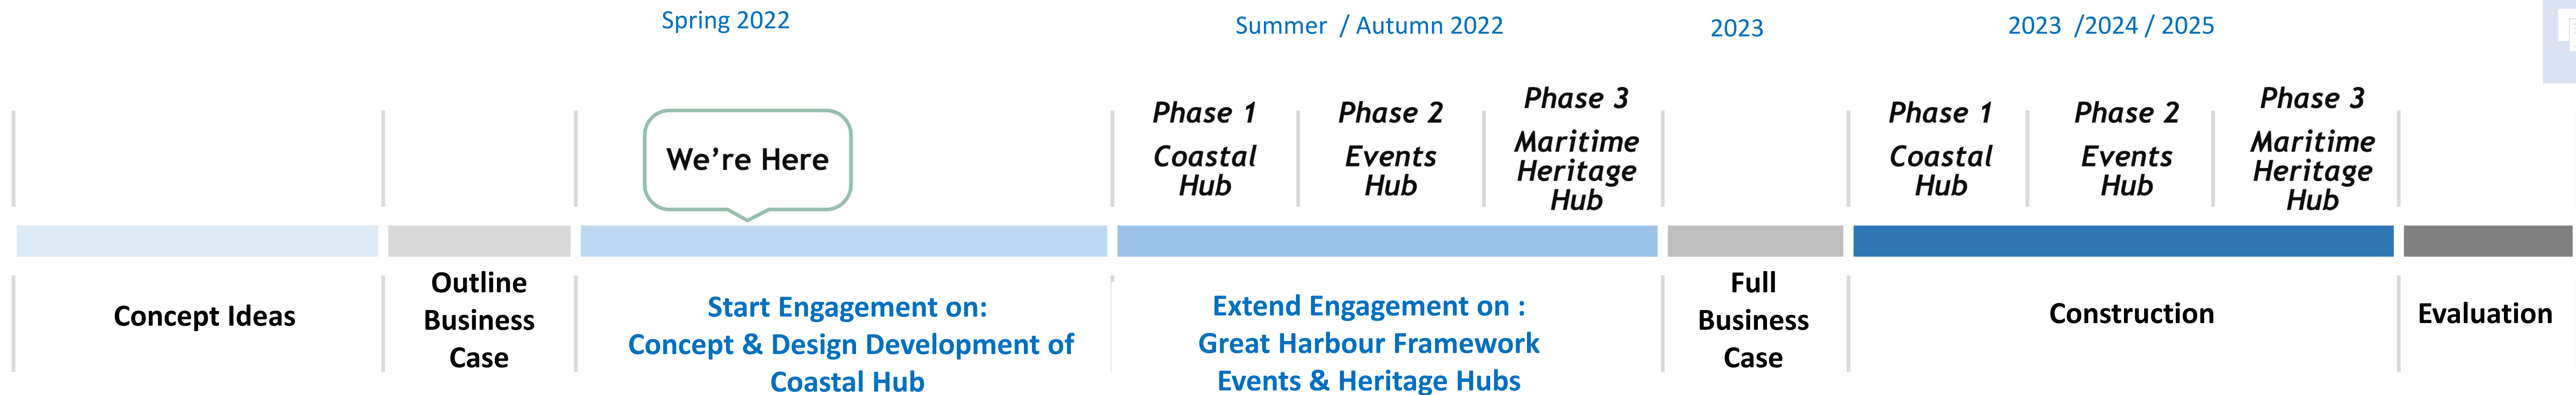 Spring 2022
Summer / Autumn 2022
2023
2023 /2024 / 2025
We're Here
Phase 1
Coastal
Hub
Phase 2
Events
Hub
Phase 3
Maritime
Heritage
Hub
Phase 1
Coastal
Hub
Phase 2
Events
Hub
Phase 3
Maritime
Heritage
Hub
Concept Ideas
Outline
Business
Case
Start Engagement on:
Concept & Design Development of
Coastal Hub
Extend Engagement on :
Great Harbour Framework
Events & Heritage Hubs
Full
Business
Case
Construction
Evaluation